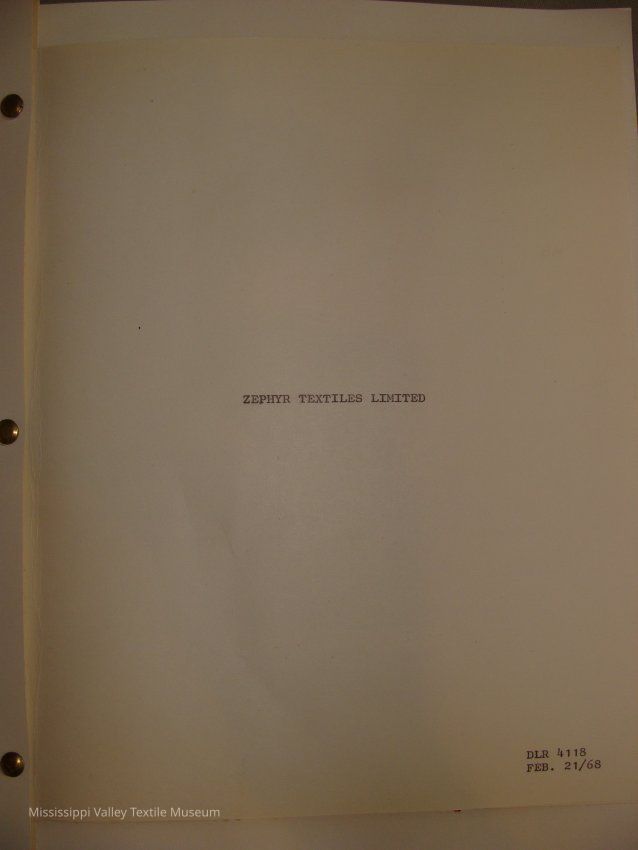 ZEPHYR TEXTILES LIMITED
DLR 4118
FEB. 21/68
Mississippi Valley Textile Museum